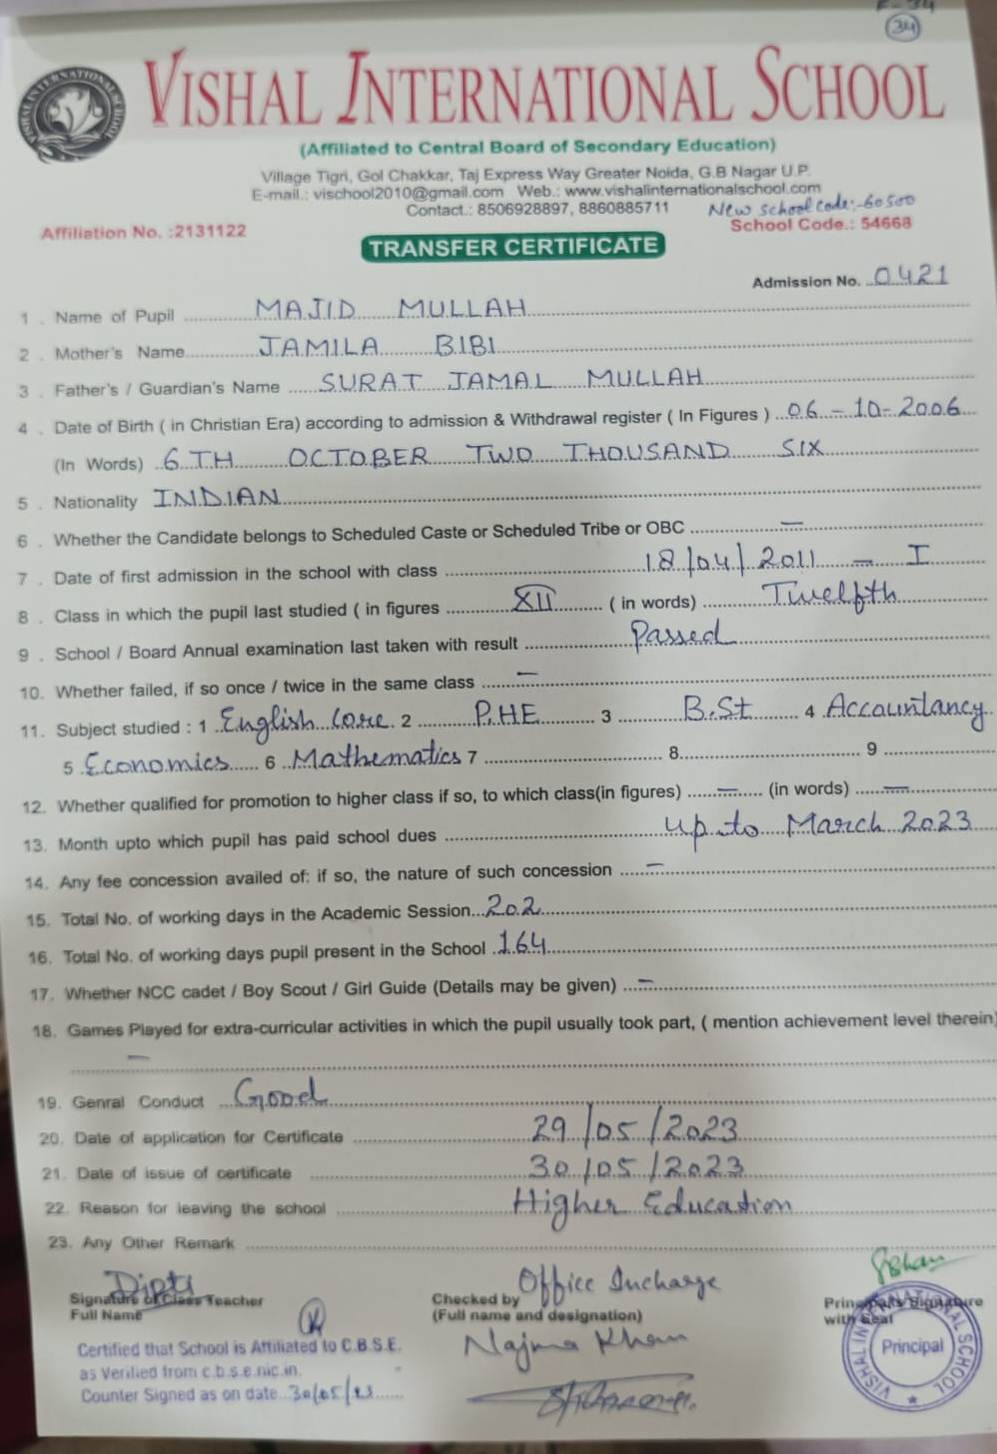 F-34
34
VISHAL INTERNATIONAL SCHOOL
(Affiliated to Central Board of Secondary Education)
Village Tigri, Gol Chakkar, Taj Express Way Greater Noida, G.B Nagar U.P.
E-mail.: vischool2010@gmail.com Web.: www.vishalinternationalschool.com
Contact.: 8506928897, 8860885711 New School Code:-60500
Affiliation No. :2131122 School Code.: 54668
TRANSFER CERTIFICATE
Admission No. 0421
1 . Name of Pupil MAJID MULLAH
2 . Mother's Name JAMILA BIBI
3 . Father's / Guardian's Name SURAT JAMAL MULLAH
4 . Date of Birth ( in Christian Era) according to admission & Withdrawal register ( In Figures ) 06-10-2006
(In Words) 6TH OCTOBER TWO THOUSAND SIX
5 . Nationality INDIAN
6 . Whether the Candidate belongs to Scheduled Caste or Scheduled Tribe or OBC —
7 . Date of first admission in the school with class 18/04/2011 — I
8 . Class in which the pupil last studied ( in figures XII ( in words) Twelfth
9 . School / Board Annual examination last taken with result Passed
10. Whether failed, if so once / twice in the same class —
11. Subject studied : 1 English Core 2 P.HE 3 B.St 4 Accountancy
5 Economics 6 Mathematics 7 8 9
12. Whether qualified for promotion to higher class if so, to which class(in figures) — (in words) —
13. Month upto which pupil has paid school dues up to March 2023
14. Any fee concession availed of: if so, the nature of such concession —
15. Total No. of working days in the Academic Session 202
16. Total No. of working days pupil present in the School 164
17. Whether NCC cadet / Boy Scout / Girl Guide (Details may be given) —
18. Games Played for extra-curricular activities in which the pupil usually took part, ( mention achievement level therein)
—
19. Genral Conduct Good
20. Date of application for Certificate 29/05/2023
21. Date of issue of certificate 30/05/2023
22. Reason for leaving the school Higher Education
23. Any Other Remark
Dipti
Signature of Class Teacher
Full Name
Checked by Office Incharge
(Full name and designation)
Najma Khan
Principal's Signature
with Seal
VISHAL INTERNATIONAL SCHOOL
Principal
Certified that School is Affiliated to C.B.S.E.
as Verified from c.b.s.e.nic.in.
Counter Signed as on date 30/05/23